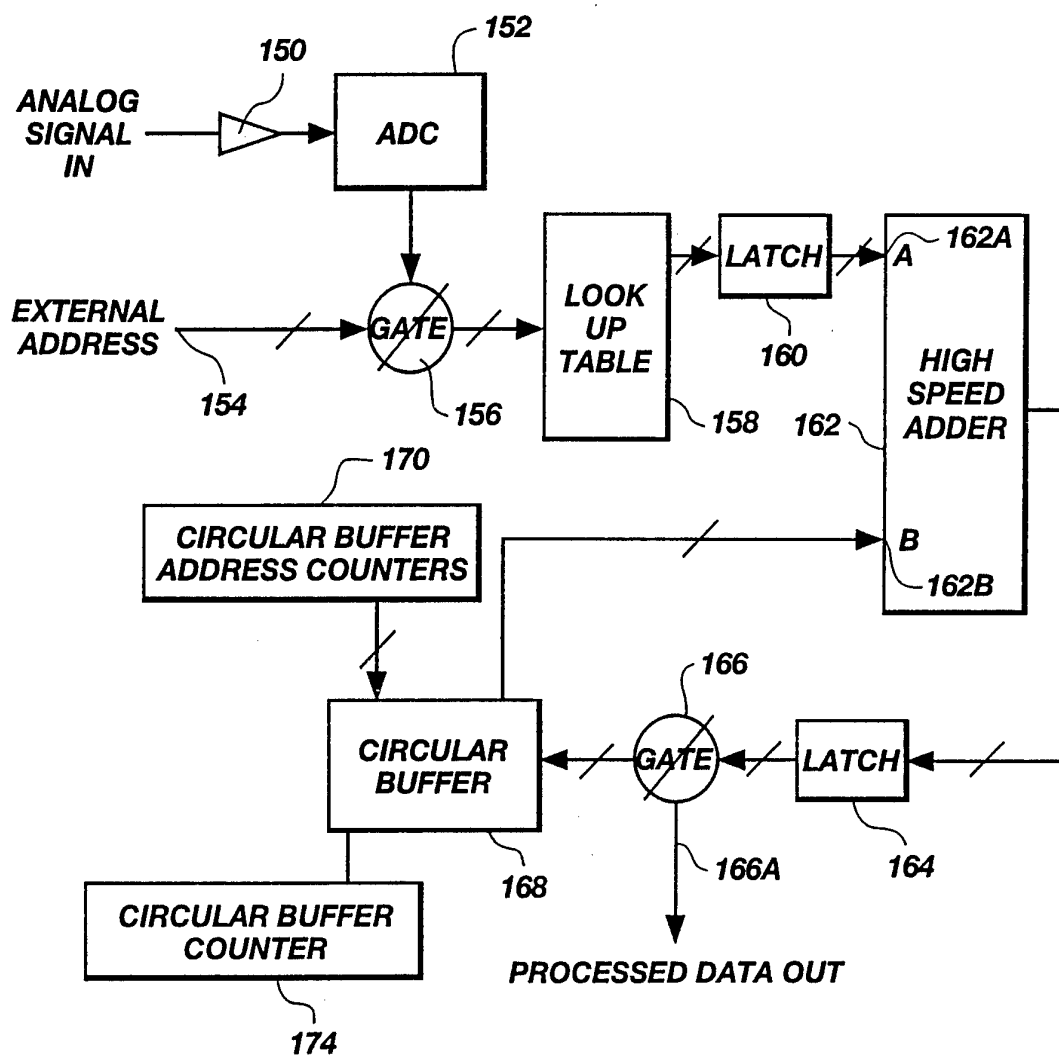 150
152
ANALOG
SIGNAL
IN
ADC
EXTERNAL
ADDRESS
154
GATE
156
LOOK
UP
TABLE
158
LATCH
160
A
162A
HIGH
SPEED
ADDER
162
B
162B
170
CIRCULAR BUFFER
ADDRESS COUNTERS
166
CIRCULAR
BUFFER
168
GATE
166A
LATCH
164
CIRCULAR BUFFER
COUNTER
174
PROCESSED DATA OUT